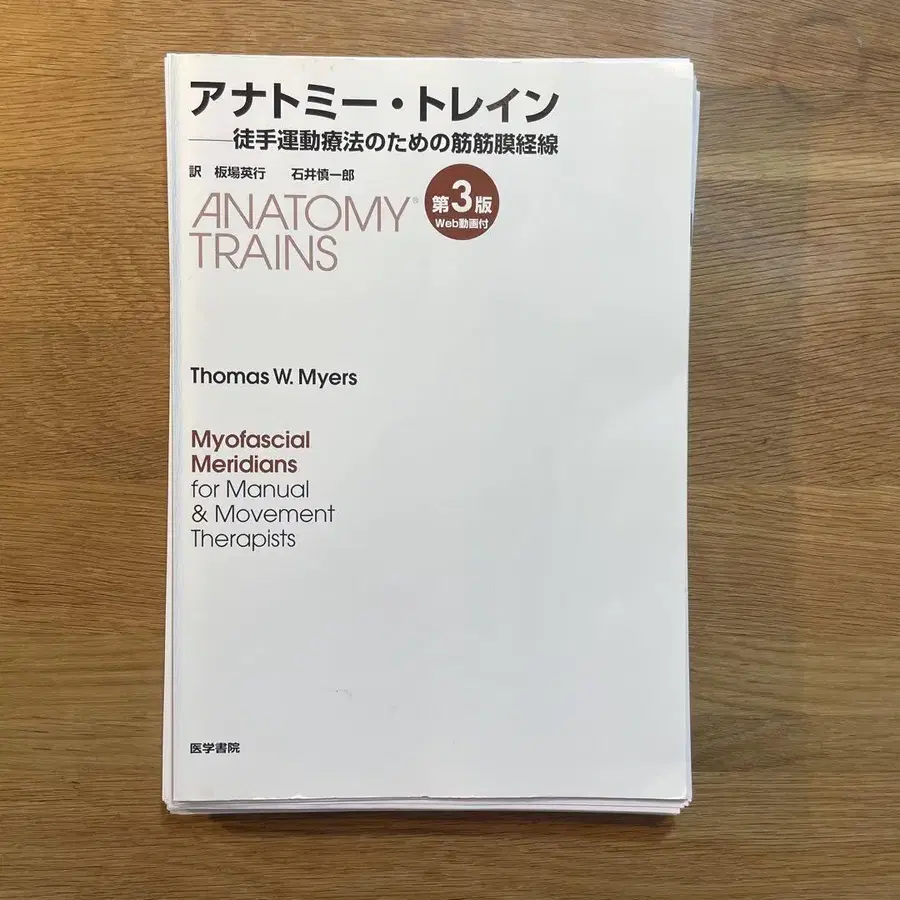 アナトミー・トレイン
——徒手運動療法のための筋筋膜経線
訳 板場英行 石井慎一郎
ANATOMY®
TRAINS
第3版
Web動画付
Thomas W. Myers
Myofascial
Meridians
for Manual
& Movement
Therapists
医学書院